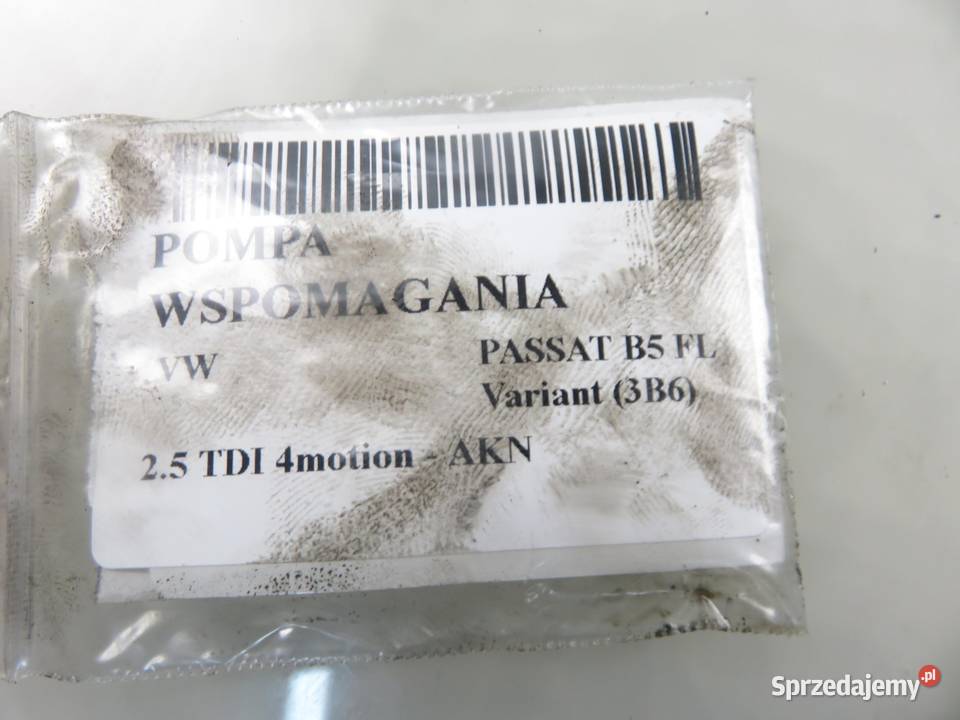 POMPA
WSPOMAGANIA
VW
PASSAT B5 FL
Variant (3B6)
2.5 TDI 4motion - AKN
Sprzedajemy.pl